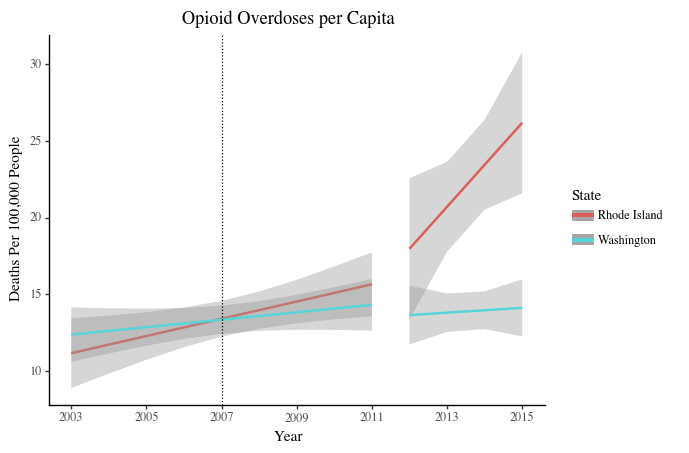 Opioid Overdoses per Capita
Deaths Per 100,000 People
30
25
20
15
10
2003
2005
2007
2009
2011
2013
2015
Year
State
Rhode Island
Washington